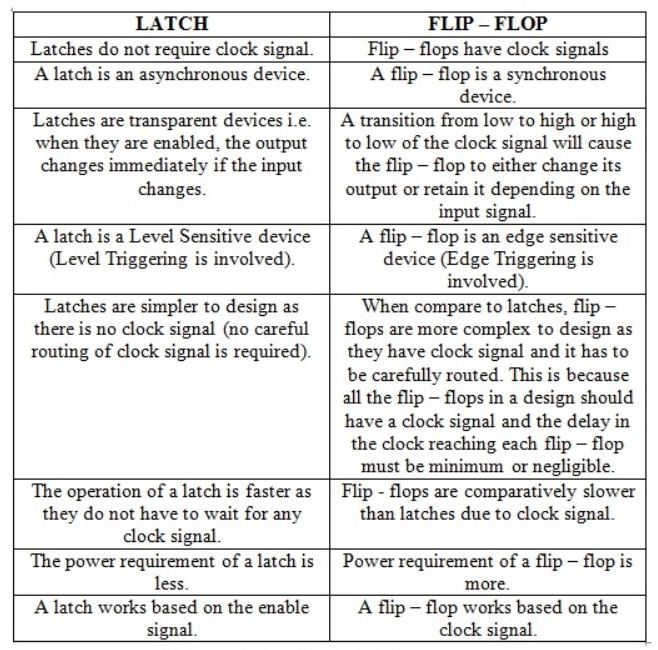 LATCH
FLIP – FLOP
Latches do not require clock signal.
Flip – flops have clock signals
A latch is an asynchronous device.
A flip – flop is a synchronous
device.
Latches are transparent devices i.e.
when they are enabled, the output
changes immediately if the input
changes.
A transition from low to high or high
to low of the clock signal will cause
the flip – flop to either change its
output or retain it depending on the
input signal.
A latch is a Level Sensitive device
(Level Triggering is involved).
A flip – flop is an edge sensitive
device (Edge Triggering is
involved).
Latches are simpler to design as
there is no clock signal (no careful
routing of clock signal is required).
When compare to latches, flip –
flops are more complex to design as
they have clock signal and it has to
be carefully routed. This is because
all the flip – flops in a design should
have a clock signal and the delay in
the clock reaching each flip – flop
must be minimum or negligible.
The operation of a latch is faster as
they do not have to wait for any
clock signal.
Flip - flops are comparatively slower
than latches due to clock signal.
The power requirement of a latch is
less.
Power requirement of a flip – flop is
more.
A latch works based on the enable
signal.
A flip – flop works based on the
clock signal.